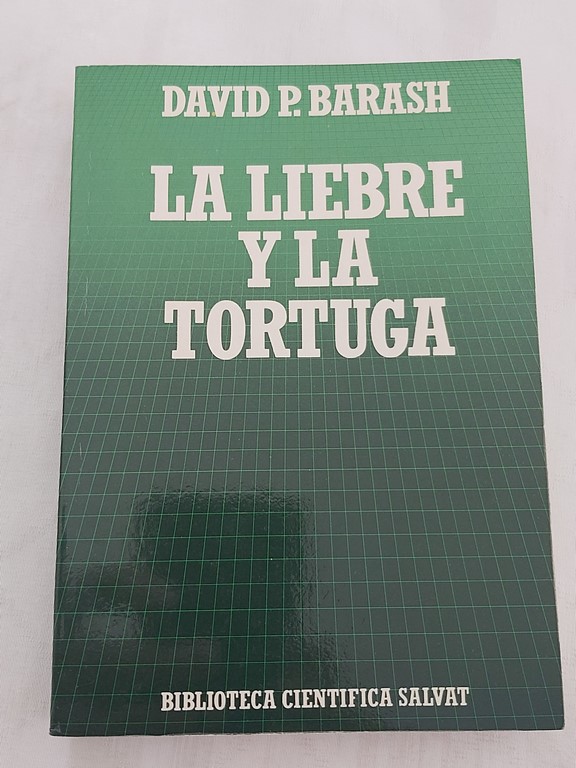 DAVID P. BARASH
LA LIEBRE
Y LA
TORTUGA
BIBLIOTECA CIENTIFICA SALVAT